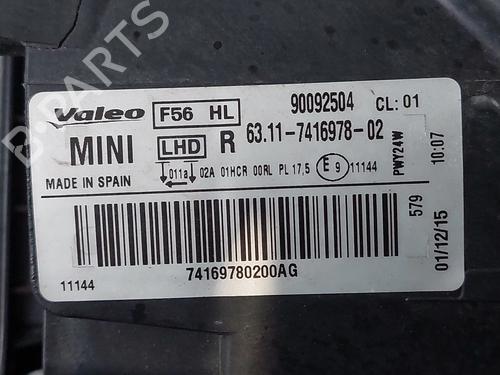 B-PARTS
Valeo F56 HL 90092504 CL: 01
MINI LHD R 63.11-7416978-02
MADE IN SPAIN 011a 02A 01HCR 00RL PL 17,5 E 9 11144
PWY24W 10:07
579 01/12/15
74169780200AG
11144